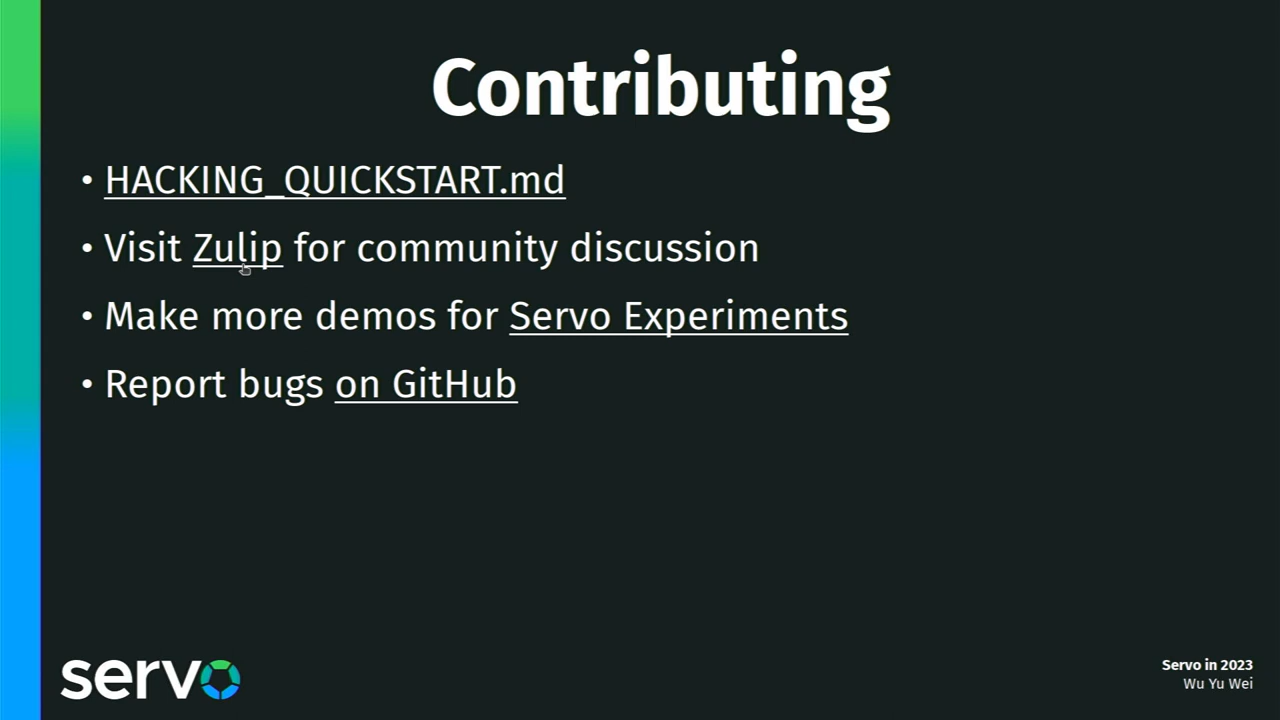 Contributing
• HACKING_QUICKSTART.md
• Visit Zulip for community discussion
• Make more demos for Servo Experiments
• Report bugs on GitHub
servo
Servo in 2023
Wu Yu Wei